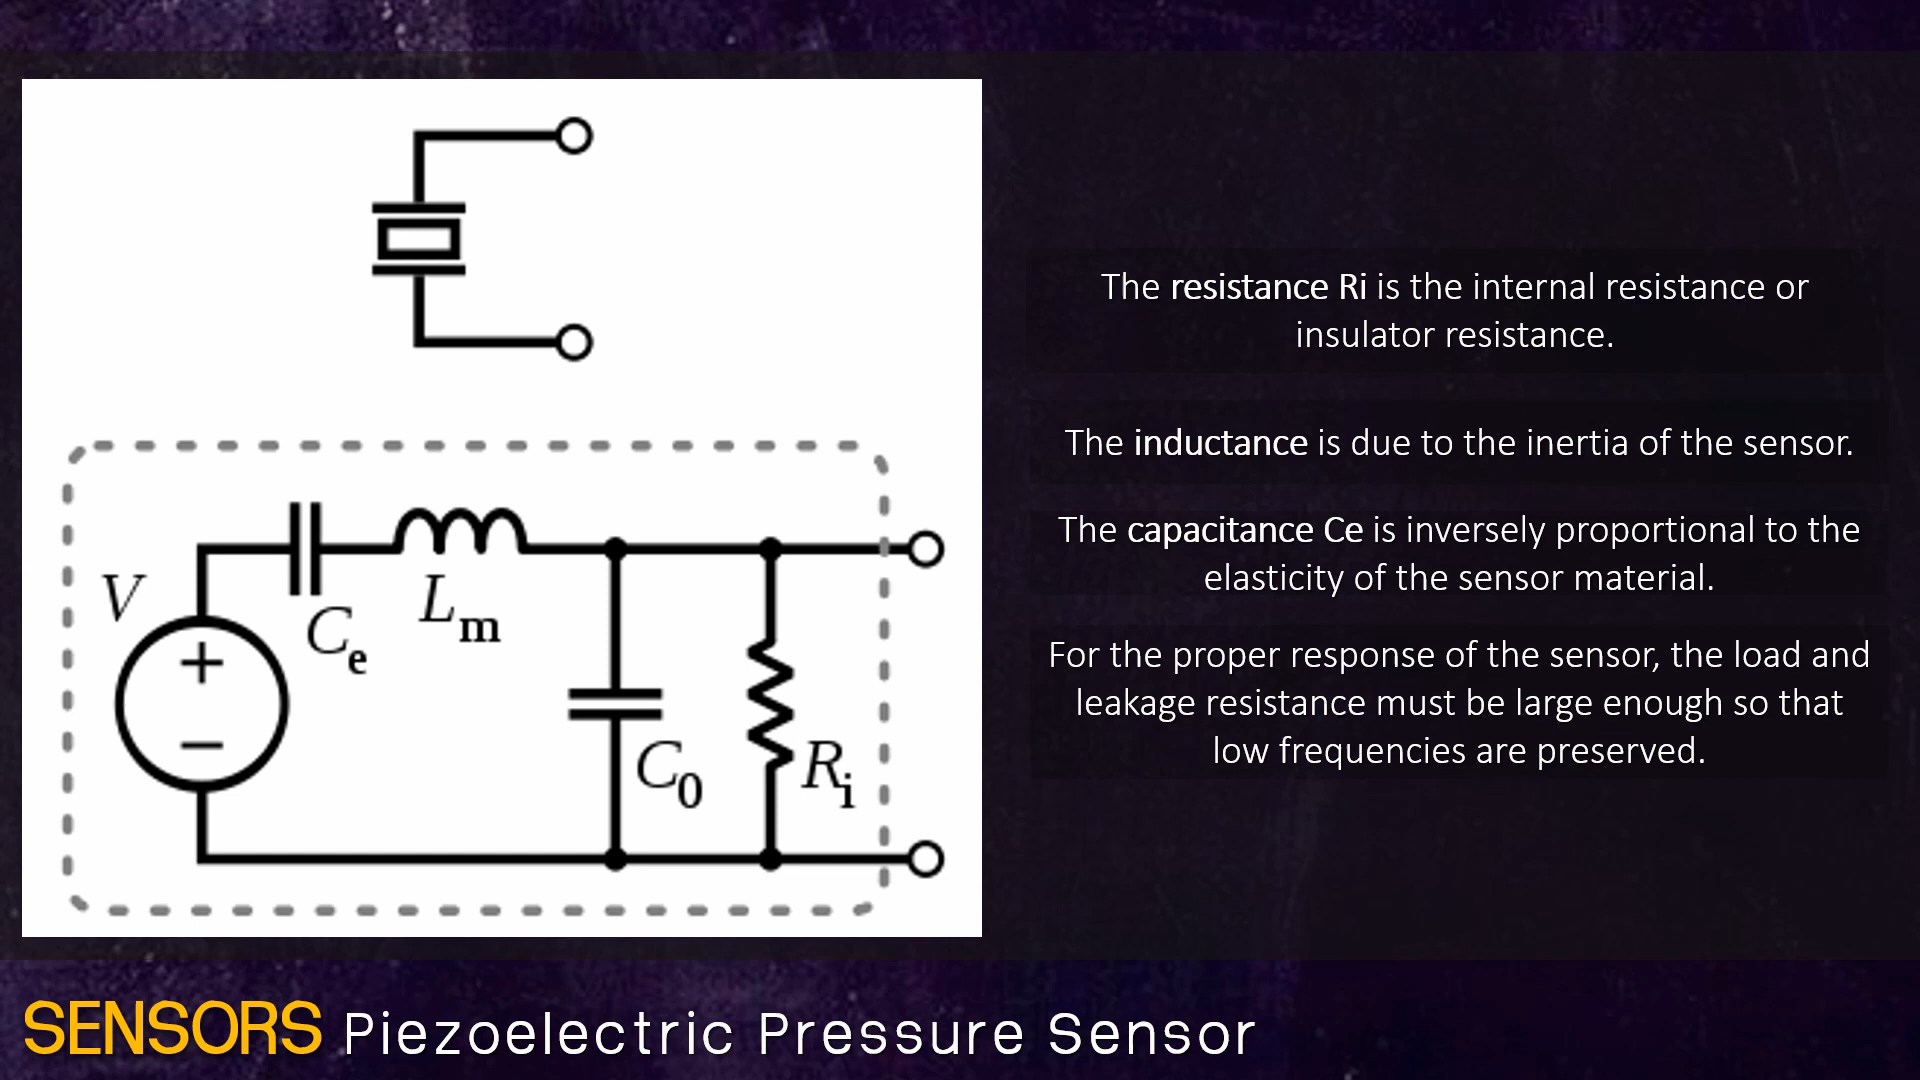 V
+
−
Ce
Lm
C0
Ri
The resistance Ri is the internal resistance or
insulator resistance.
The inductance is due to the inertia of the sensor.
The capacitance Ce is inversely proportional to the
elasticity of the sensor material.
For the proper response of the sensor, the load and
leakage resistance must be large enough so that
low frequencies are preserved.
SENSORS Piezoelectric Pressure Sensor